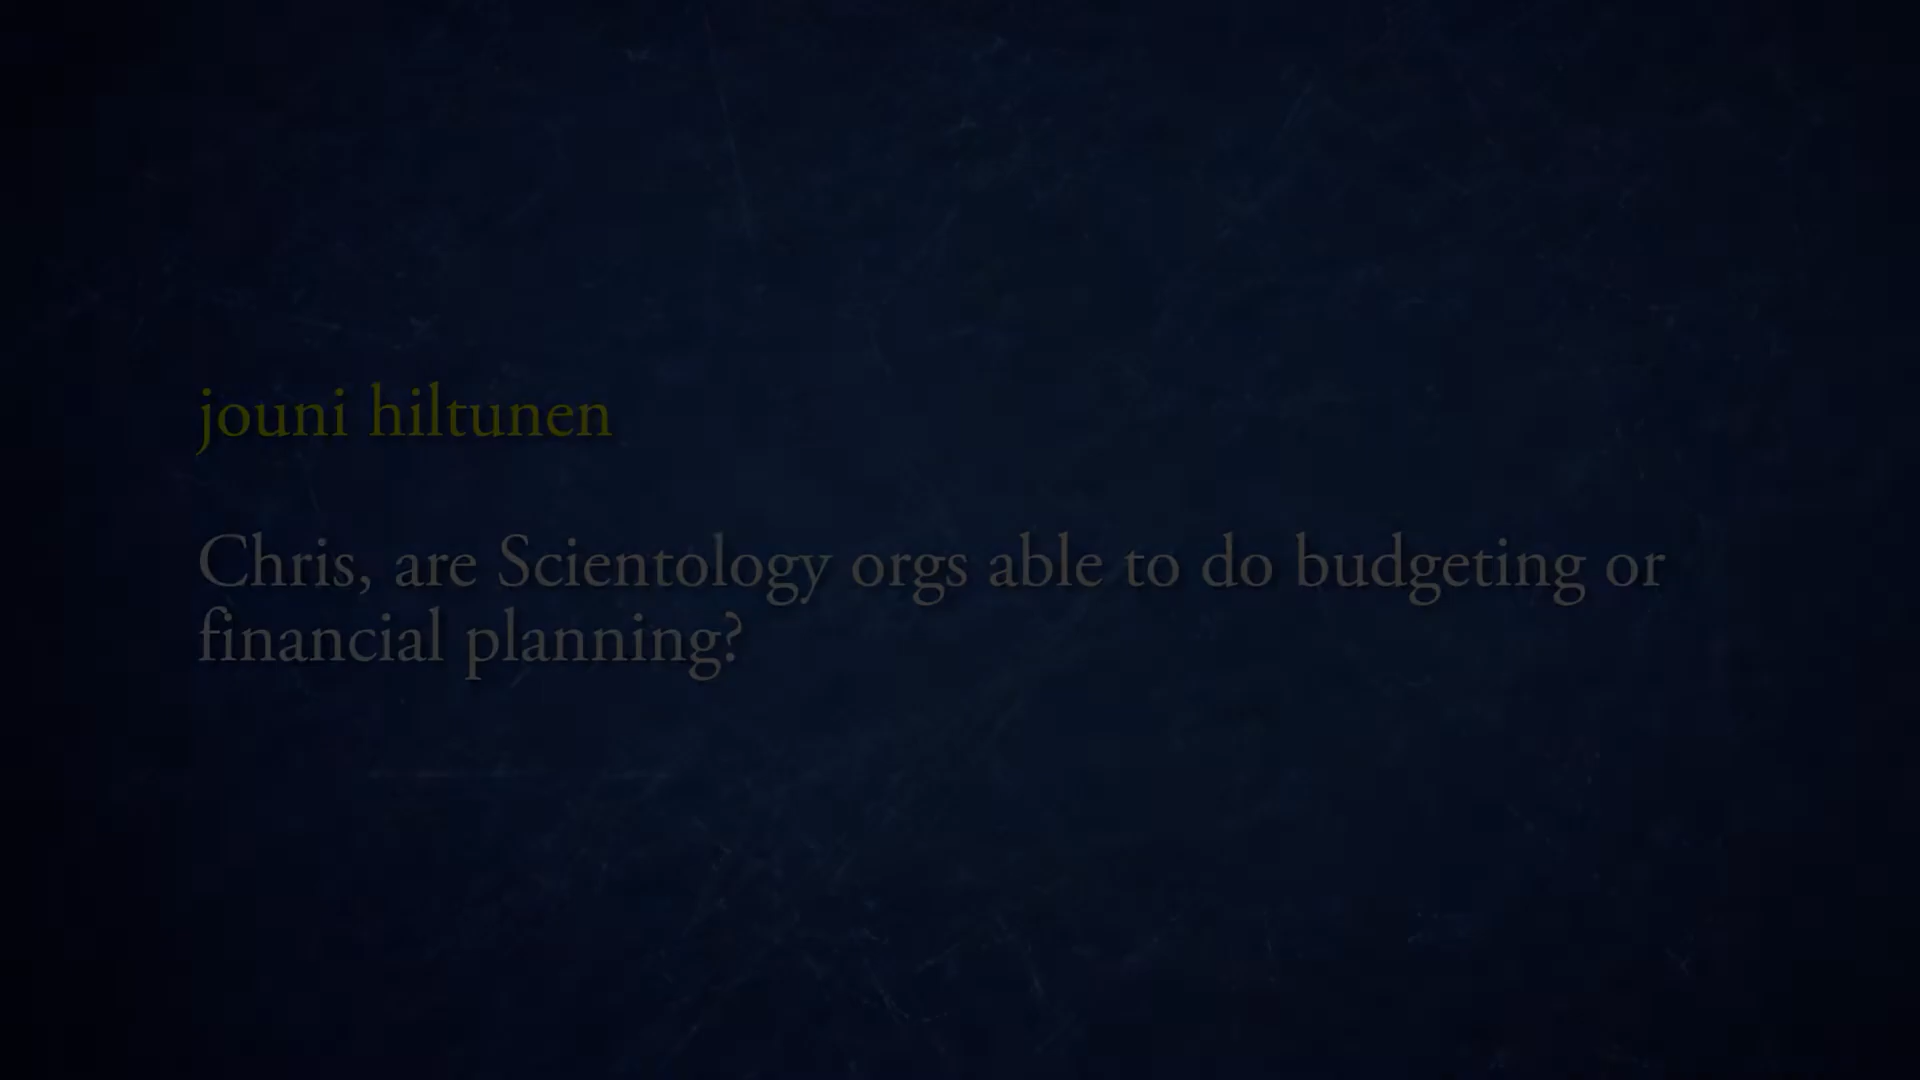 jouni hiltunen
Chris, are Scientology orgs able to do budgeting or
financial planning?